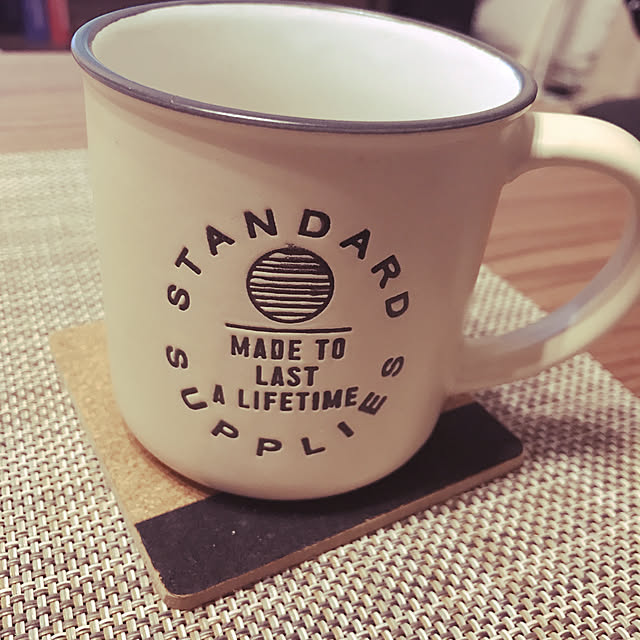 STANDARD
MADE TO
LAST
A LIFETIME
SUPPLIES